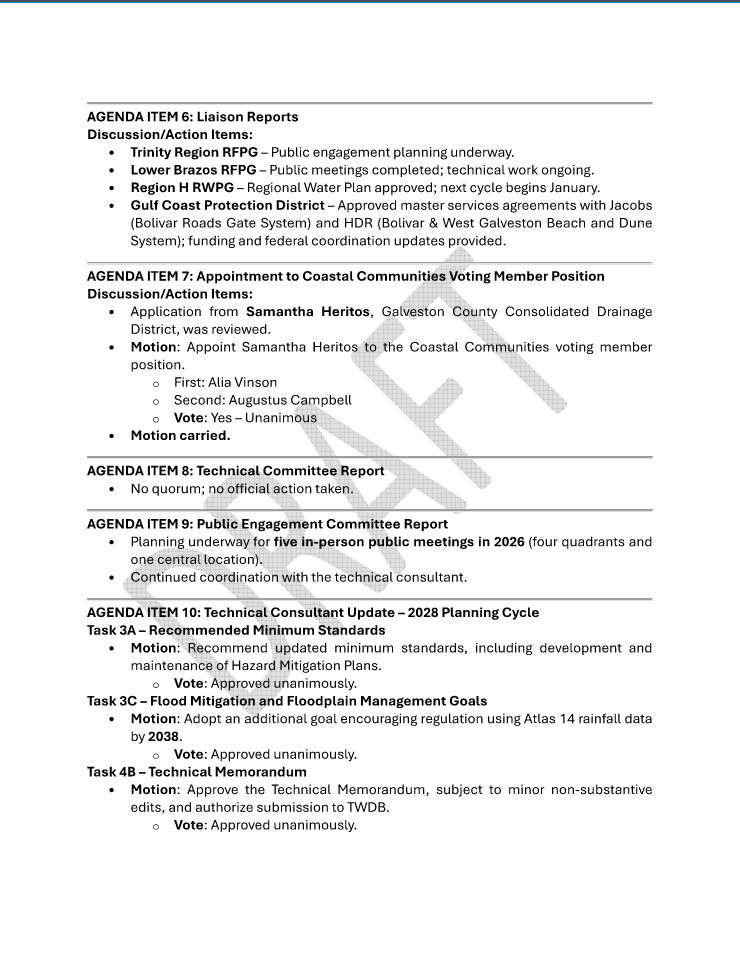 AGENDA ITEM 6: Liaison Reports
Discussion/Action Items:
• Trinity Region RFPG – Public engagement planning underway.
• Lower Brazos RFPG – Public meetings completed; technical work ongoing.
• Region H RWPG – Regional Water Plan approved; next cycle begins January.
• Gulf Coast Protection District – Approved master services agreements with Jacobs
(Bolivar Roads Gate System) and HDR (Bolivar & West Galveston Beach and Dune
System); funding and federal coordination updates provided.
AGENDA ITEM 7: Appointment to Coastal Communities Voting Member Position
Discussion/Action Items:
• Application from Samantha Heritos, Galveston County Consolidated Drainage
District, was reviewed.
• Motion: Appoint Samantha Heritos to the Coastal Communities voting member
position.
o First: Alia Vinson
o Second: Augustus Campbell
o Vote: Yes – Unanimous
• Motion carried.
AGENDA ITEM 8: Technical Committee Report
• No quorum; no official action taken.
AGENDA ITEM 9: Public Engagement Committee Report
• Planning underway for five in-person public meetings in 2026 (four quadrants and
one central location).
• Continued coordination with the technical consultant.
AGENDA ITEM 10: Technical Consultant Update – 2028 Planning Cycle
Task 3A – Recommended Minimum Standards
• Motion: Recommend updated minimum standards, including development and
maintenance of Hazard Mitigation Plans.
o Vote: Approved unanimously.
Task 3C – Flood Mitigation and Floodplain Management Goals
• Motion: Adopt an additional goal encouraging regulation using Atlas 14 rainfall data
by 2038.
o Vote: Approved unanimously.
Task 4B – Technical Memorandum
• Motion: Approve the Technical Memorandum, subject to minor non-substantive
edits, and authorize submission to TWDB.
o Vote: Approved unanimously.
DRAFT